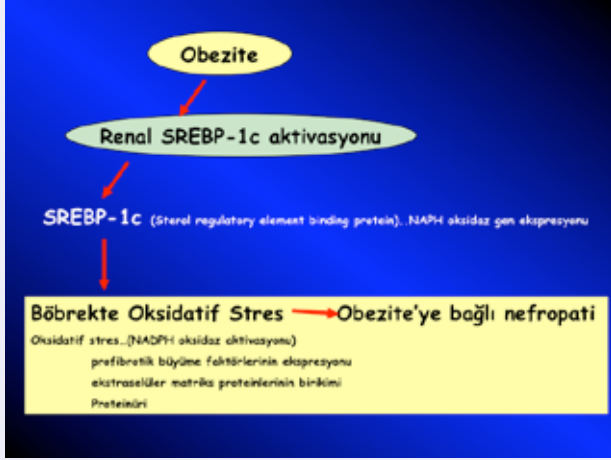 Obezite
Renal SREBP-1c aktivasyonu
SREBP-1c (Sterol regulatory element binding protein)...NAPH oksidaz gen ekspresyonu
Böbrekte Oksidatif Stres Obezite'ye bağlı nefropati
Oksidatif stres...(NADPH oksidaz aktivasyonu)
profibrotik büyüme faktörlerinin ekspresyonu
ekstraselüler matriks proteinlerinin birikimi
Proteinüri